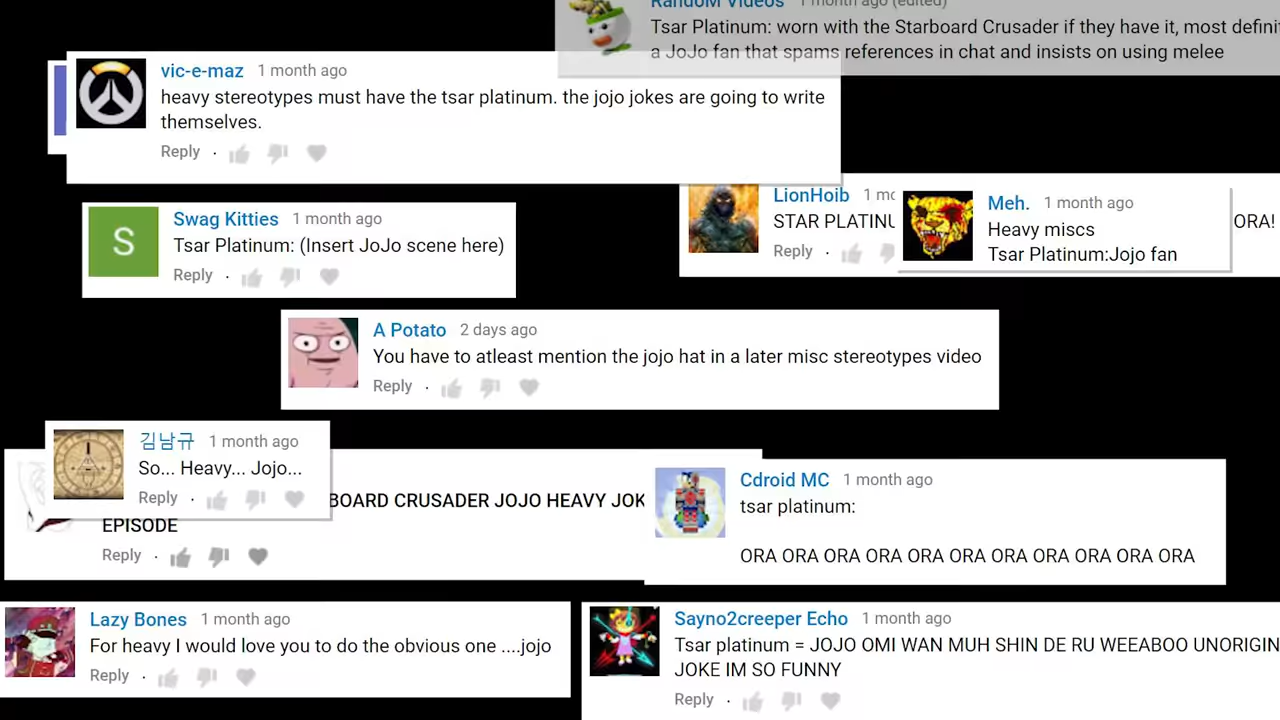 RandoM Videos 1 month ago (edited)
Tsar Platinum: worn with the Starboard Crusader if they have it, most
a JoJo fan that spams references in chat and insists on using melee
vic-e-maz 1 month ago
heavy stereotypes must have the tsar platinum. the jojo jokes are going to write
themselves.
Reply ·
Swag Kitties 1 month ago
S
Tsar Platinum: (Insert JoJo scene here)
Reply ·
LionHoib 1
STAR ORA!
Reply ·
Meh. 1 month ago
Heavy miscs
Tsar Platinum:Jojo fan
A Potato 2 days ago
You have to atleast mention the jojo hat in a later misc stereotypes video
Reply ·
김남규 1 month ago
So... Heavy... Jojo...
Reply ·
CRUSADER JOJO HEAVY
EPISODE
Reply ·
Cdroid MC 1 month ago
tsar platinum:
ORA ORA ORA ORA ORA ORA ORA ORA ORA ORA ORA
Lazy Bones 1 month ago
For heavy I would love you to do the obvious one ....jojo
Reply ·
Sayno2creeper Echo 1 month ago
Tsar platinum = JOJO OMI WAN MUH SHIN DE RU WEEABOO
JOKE IM SO FUNNY
Reply ·